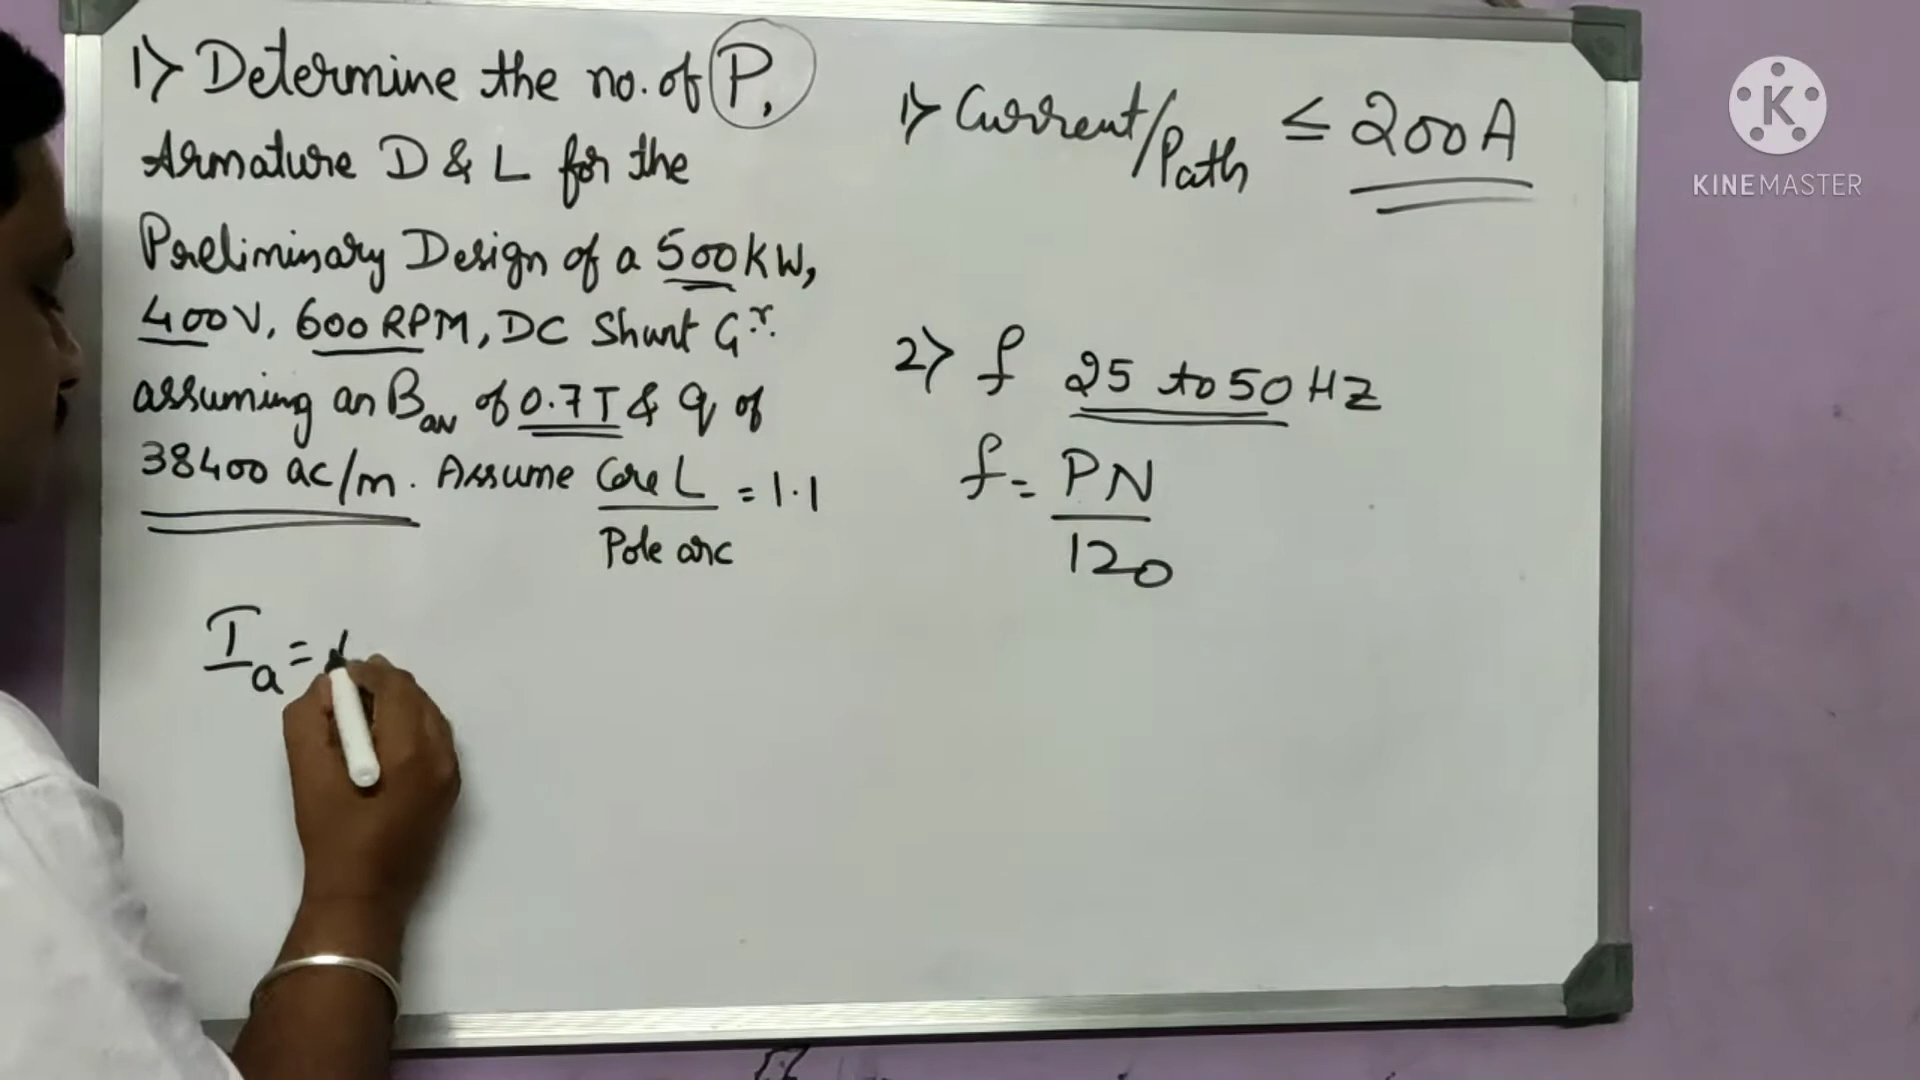 1> Determine the no. of P,
Armature D & L for the
Preliminary Design of a 500KW,
400V, 600 RPM, DC Shunt Gr.
assuming an Bav of 0.7T & q of
38400 ac/m. Assume Core L / Pole arc = 1.1
Ia =
1> Current/Path ≤ 200A
2> f 25 to 50 HZ
f = PN / 120
K
KINEMASTER